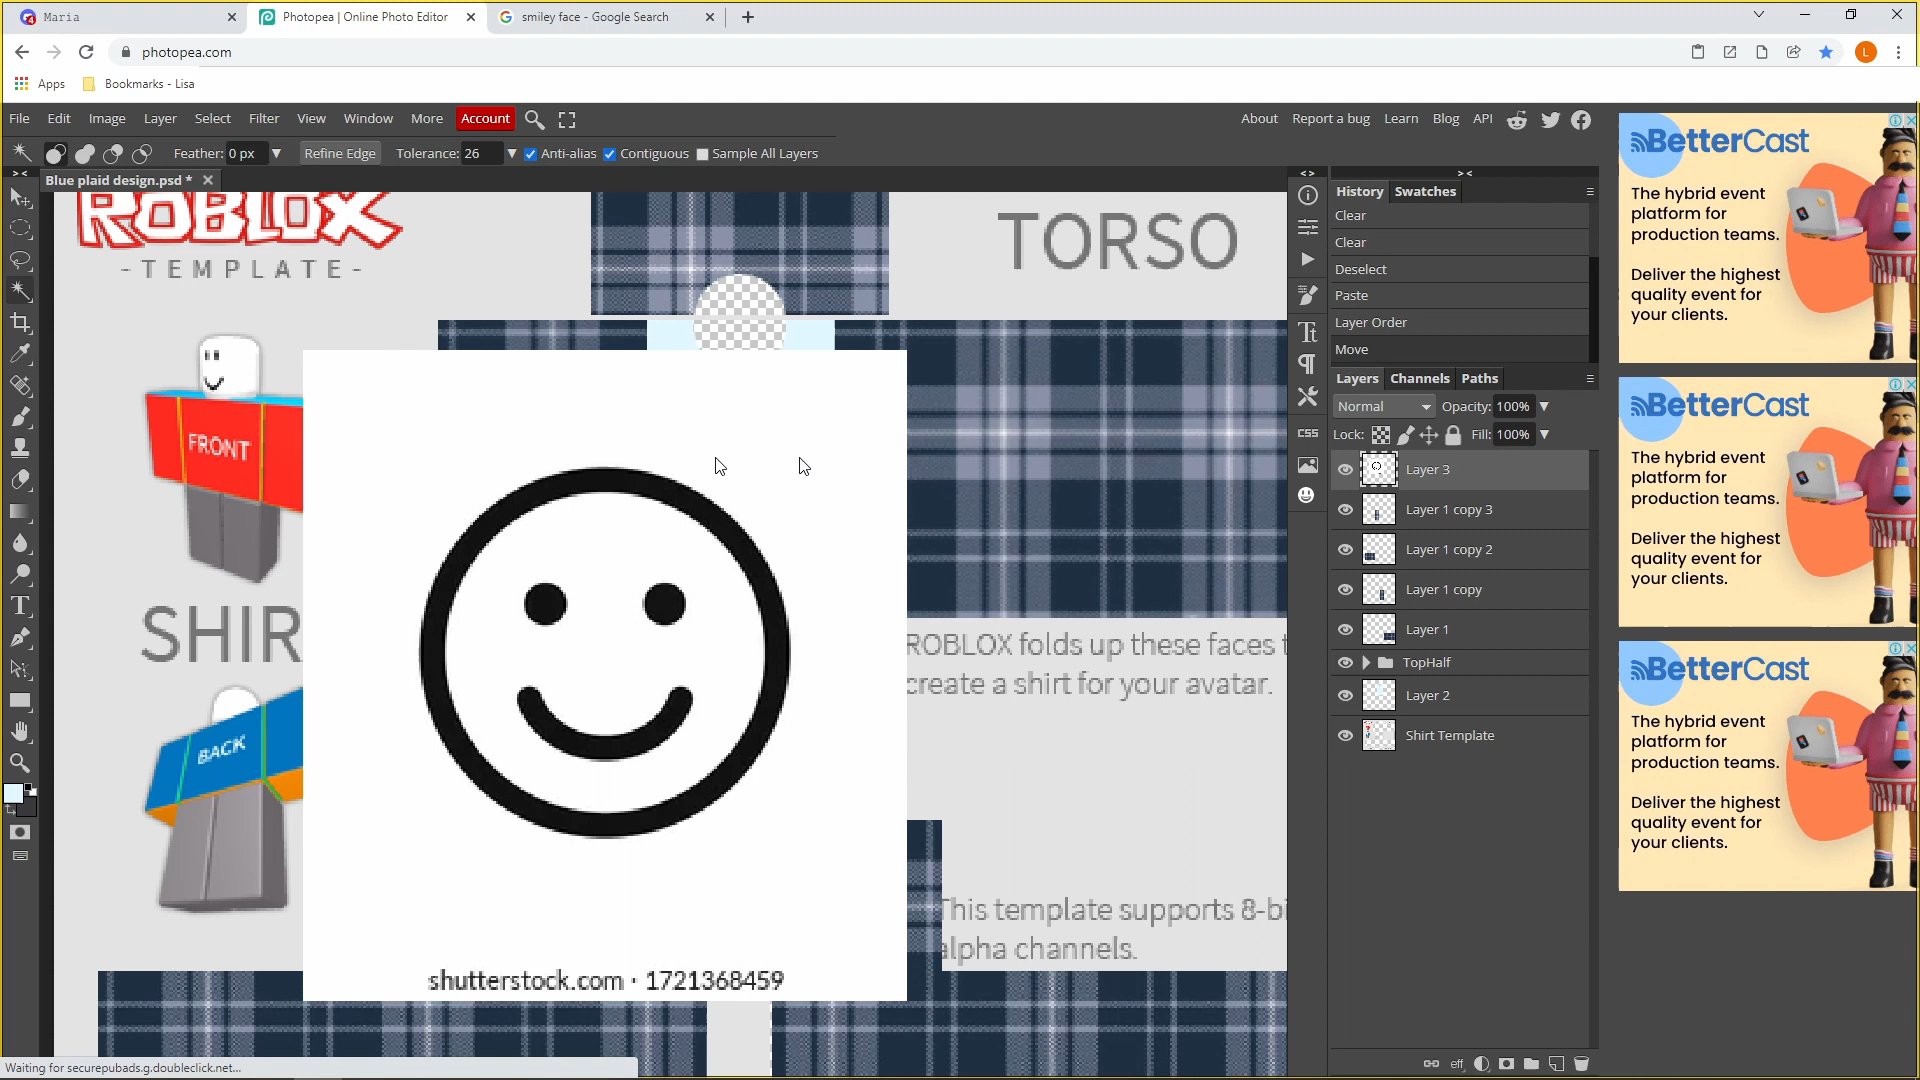 Maria
Photopea | Online Photo Editor
smiley face - Google Search
photopea.com
L
Apps
Bookmarks - Lisa
File Edit Image Layer Select Filter View Window More Account
About Report a bug Learn Blog API
Feather: 0 px Refine Edge Tolerance: 26 Anti-alias Contiguous Sample All Layers
Blue plaid design.psd *
ROBLOX
-TEMPLATE-
TORSO
FRONT
SHIR
BACK
ROBLOX folds up these faces t
create a shirt for your avatar.
This template supports 8-bi
alpha channels.
shutterstock.com · 1721368459
CSS
History Swatches
Clear
Clear
Deselect
Paste
Layer Order
Move
Layers Channels Paths
Normal Opacity: 100%
Lock: Fill: 100%
Layer 3
Layer 1 copy 3
Layer 1 copy 2
Layer 1 copy
Layer 1
TopHalf
Layer 2
Shirt Template
eff
BetterCast
The hybrid event
platform for
production teams.
Deliver the highest
quality event for
your clients.
BetterCast
The hybrid event
platform for
production teams.
Deliver the highest
quality event for
your clients.
BetterCast
The hybrid event
platform for
production teams.
Deliver the highest
quality event for
your clients.
Waiting for securepubads.g.doubleclick.net...